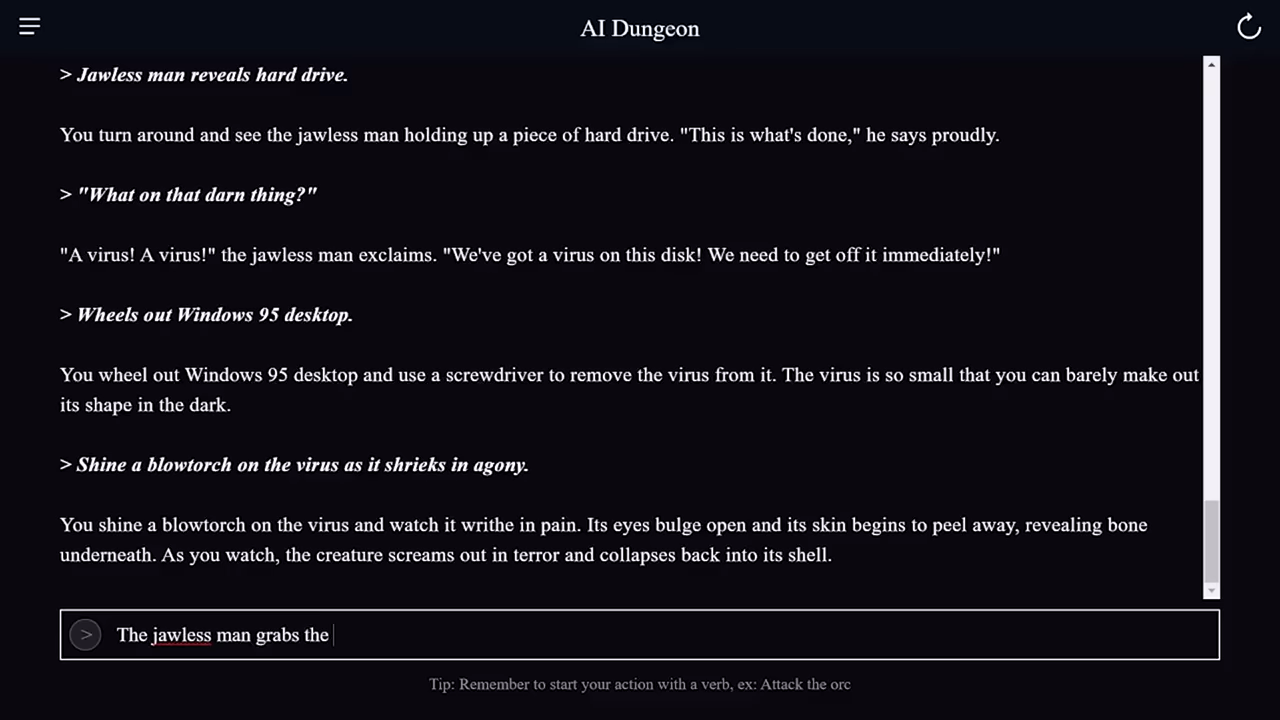 AI Dungeon
> Jawless man reveals hard drive.
You turn around and see the jawless man holding up a piece of hard drive. "This is what's done," he says proudly.
> "What on that darn thing?"
"A virus! A virus!" the jawless man exclaims. "We've got a virus on this disk! We need to get off it immediately!"
> Wheels out Windows 95 desktop.
You wheel out Windows 95 desktop and use a screwdriver to remove the virus from it. The virus is so small that you can barely make out
its shape in the dark.
> Shine a blowtorch on the virus as it shrieks in agony.
You shine a blowtorch on the virus and watch it writhe in pain. Its eyes bulge open and its skin begins to peel away, revealing bone
underneath. As you watch, the creature screams out in terror and collapses back into its shell.
> The jawless man grabs the
Tip: Remember to start your action with a verb, ex: Attack the orc